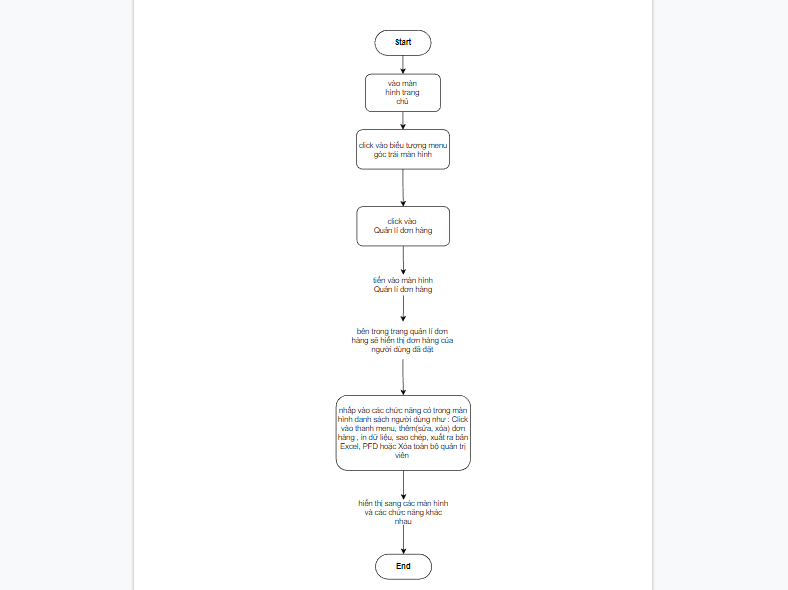 Start
vào màn
hình trang
chủ
click vào biểu tượng menu
góc trái màn hình
click vào
Quản lí đơn hàng
tiến vào màn hình
Quản lí đơn hàng
bên trong trang quản lí đơn
hàng sẽ hiển thị đơn hàng của
người dùng đã đặt
nhấp vào các chức năng có trong màn
hình danh sách người dùng như : Click
vào thanh menu, thêm(sửa, xóa) đơn
hàng , in dữ liệu, sao chép, xuất ra bản
Excel, PFD hoặc Xóa toàn bộ quản trị
viên
hiển thị sang các màn hình
và các chức năng khác
nhau
End